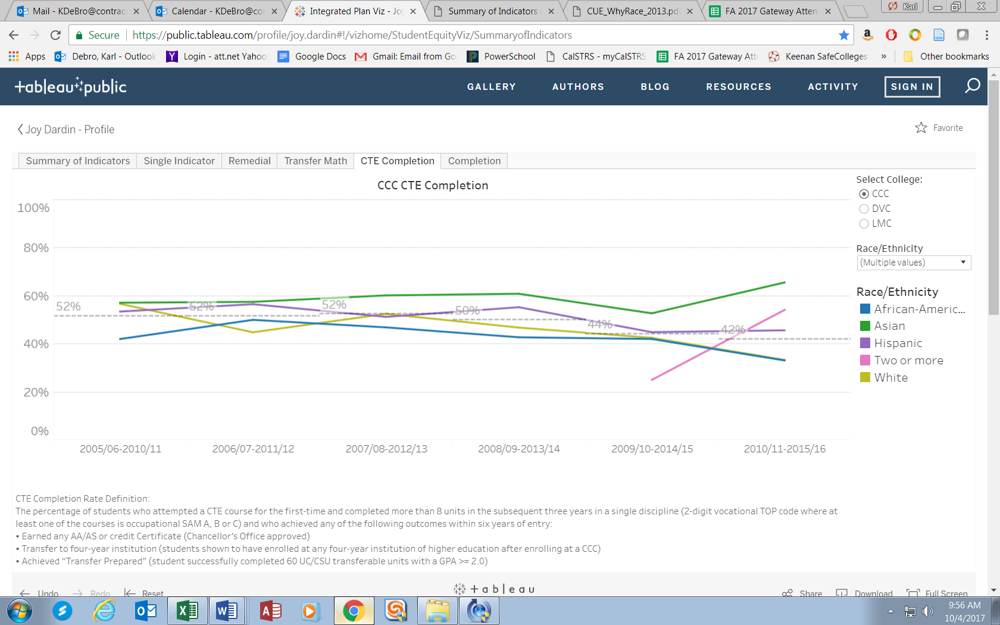 Mail - KDeBro@contrac
Calendar - KDeBro@co
Integrated Plan Viz - Jo
Summary of Indicators
CUE_WhyRace_2013.pd
FA 2017 Gateway Atten
Karl
Secure https://public.tableau.com/profile/joy.dardin#!/vizhome/StudentEquityViz/SummaryofIndicators
Apps Debro, Karl - Outlook Login - att.net Yahoo Google Docs Gmail: Email from Go PowerSchool CalSTRS - myCalSTRS FA 2017 Gateway Att Keenan SafeColleges » Other bookmarks
+ableau public GALLERY AUTHORS BLOG RESOURCES ACTIVITY SIGN IN
Joy Dardin - Profile Favorite
Summary of Indicators Single Indicator Remedial Transfer Math CTE Completion Completion
CCC CTE Completion
Select College:
CCC
DVC
LMC
Race/Ethnicity
(Multiple values)
Race/Ethnicity
African-Americ...
Asian
Hispanic
Two or more
White
100%
80%
60%
40%
20%
0%
52% 52% 52% 50% 44% 42%
2005/06-2010/11 2006/07-2011/12 2007/08-2012/13 2008/09-2013/14 2009/10-2014/15 2010/11-2015/16
CTE Completion Rate Definition:
The percentage of students who attempted a CTE course for the first-time and completed more than 8 units in the subsequent three years in a single discipline (2-digit vocational TOP code where at
least one of the courses is occupational SAM A, B or C) and who achieved any of the following outcomes within six years of entry:
• Earned any AA/AS or credit Certificate (Chancellor's Office approved)
• Transfer to four-year institution (students shown to have enrolled at any four-year institution of higher education after enrolling at a CCC)
• Achieved “Transfer Prepared” (student successfully completed 60 UC/CSU transferable units with a GPA >= 2.0)
Undo Redo Reset +ableau Share Download Full Screen
9:56 AM
10/4/2017